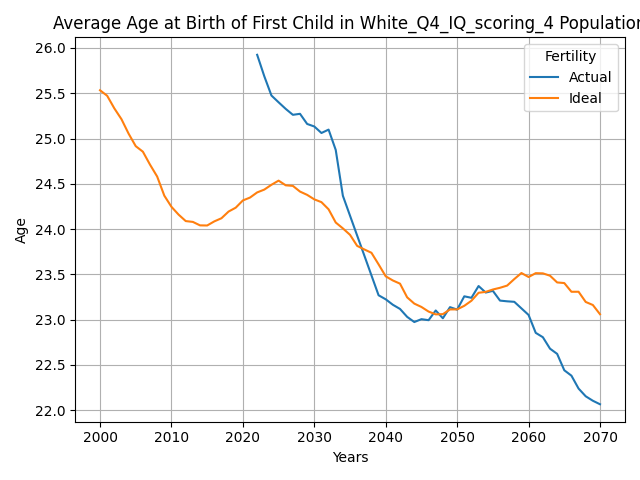 Average Age at Birth of First Child in White_Q4_IQ_scoring_4 Population
26.0
25.5
25.0
24.5
24.0
23.5
23.0
22.5
22.0
Age
Fertility
Actual
Ideal
2000 2010 2020 2030 2040 2050 2060 2070
Years